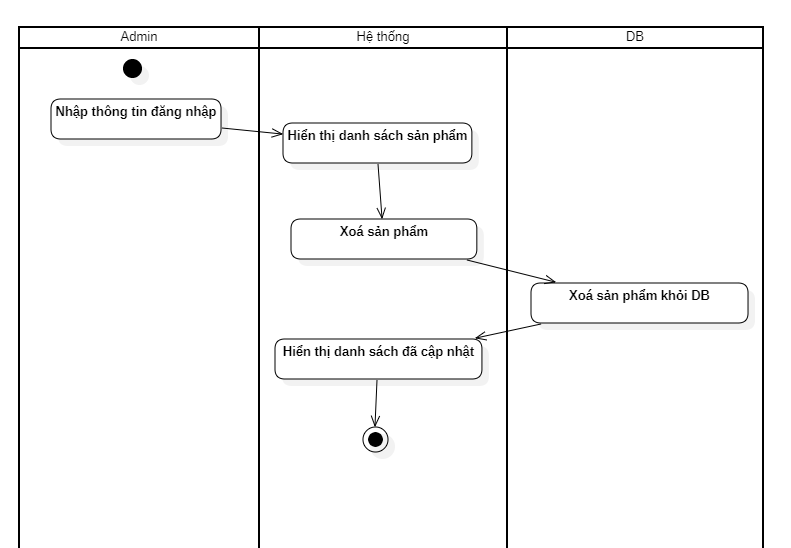 Admin
Hệ thống
DB
Nhập thông tin đăng nhập
Hiển thị danh sách sản phẩm
Xoá sản phẩm
Xoá sản phẩm khỏi DB
Hiển thị danh sách đã cập nhật